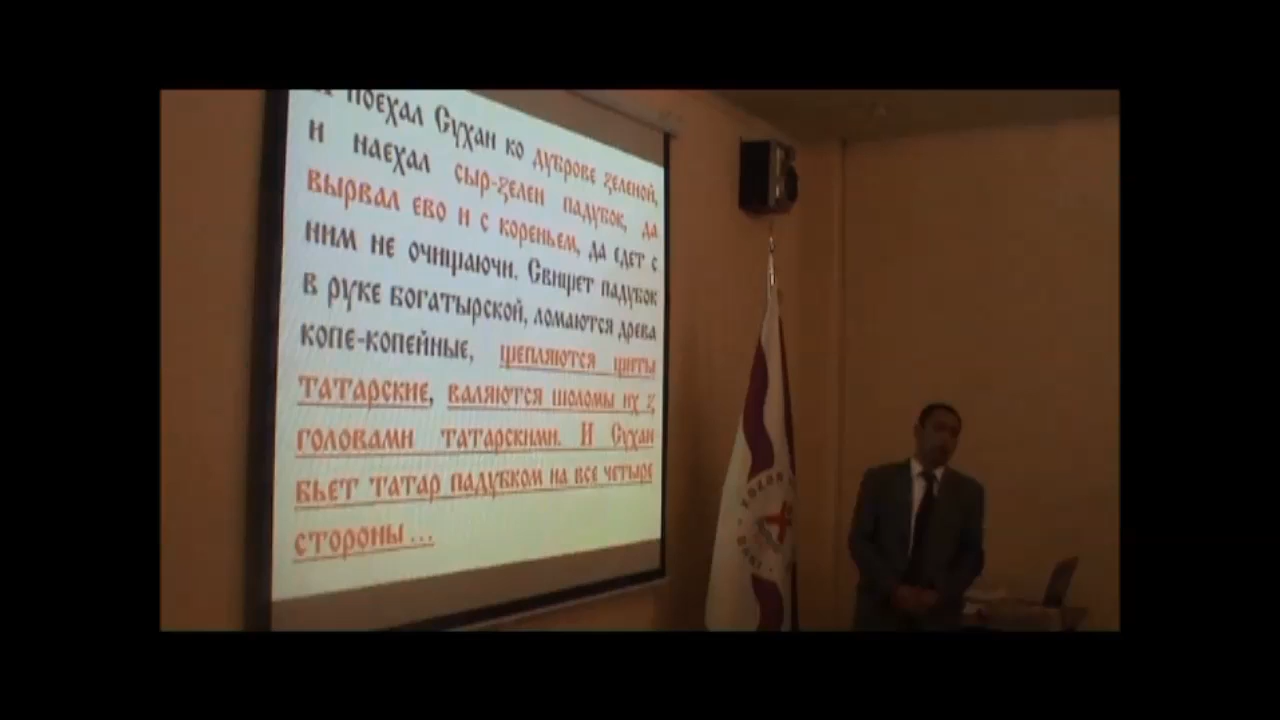 поехал Сухан ко дуброве зеленой,
и наехал сыр-зелен падубок, да
вырвал ево и с кореньем, да едет с
ним не очищаючи. Свищет падубок
в руке богатырской, ломаются древа
копе-копейные, щепляются щиты
татарские, валяются шоломы их з
головами татарскими. И Сухан
бьет татар падубком на все четыре
стороны ...